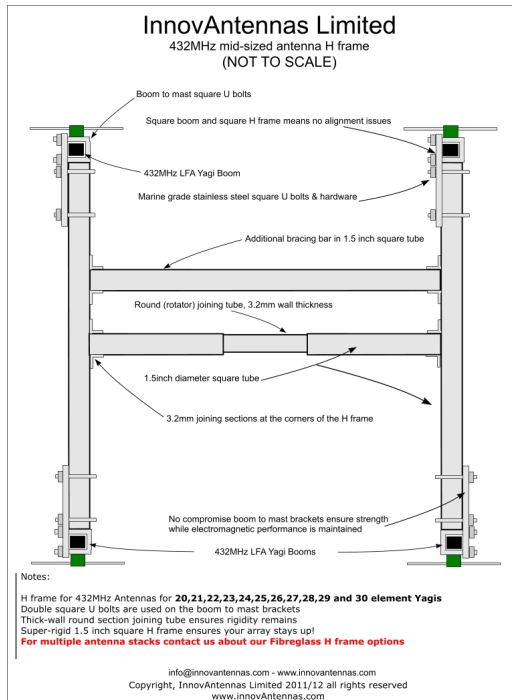 InnovAntennas Limited
432MHz mid-sized antenna H frame
(NOT TO SCALE)
Boom to mast square U bolts
Square boom and square H frame means no alignment issues
432MHz LFA Yagi Boom
Marine grade stainless steel square U bolts & hardware
Additional bracing bar in 1.5 inch square tube
Round (rotator) joining tube, 3.2mm wall thickness
1.5inch diameter square tube
3.2mm joining sections at the corners of the H frame
No compromise boom to mast brackets ensure strength
while electromagnetic performance is maintained
432MHz LFA Yagi Booms
Notes:
H frame for 432MHz Antennas for 20,21,22,23,24,25,26,27,28,29 and 30 element Yagis
Double square U bolts are used on the boom to mast brackets
Thick-wall round section joining tube ensures rigidity remains
Super-rigid 1.5 inch square H frame ensures your array stays up!
For multiple antenna stacks contact us about our Fibreglass H frame options
info@innovantennas.com - www.innovantennas.com
Copyright, InnovAntennas Limited 2011/12 all rights reserved
www.innovAntennas.com